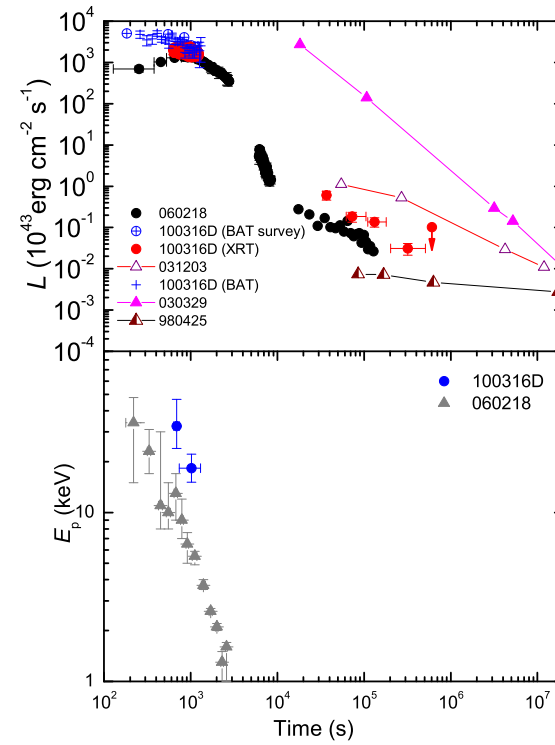 10^4
10^3
10^2
10^1
10^0
10^-1
10^-2
10^-3
10^-4
L (10^43 erg cm^-2 s^-1)
060218
100316D (BAT survey)
100316D (XRT)
031203
100316D (BAT)
030329
980425
100316D
060218
10
1
E_p (keV)
10^2 10^3 10^4 10^5 10^6 10^7
Time (s)